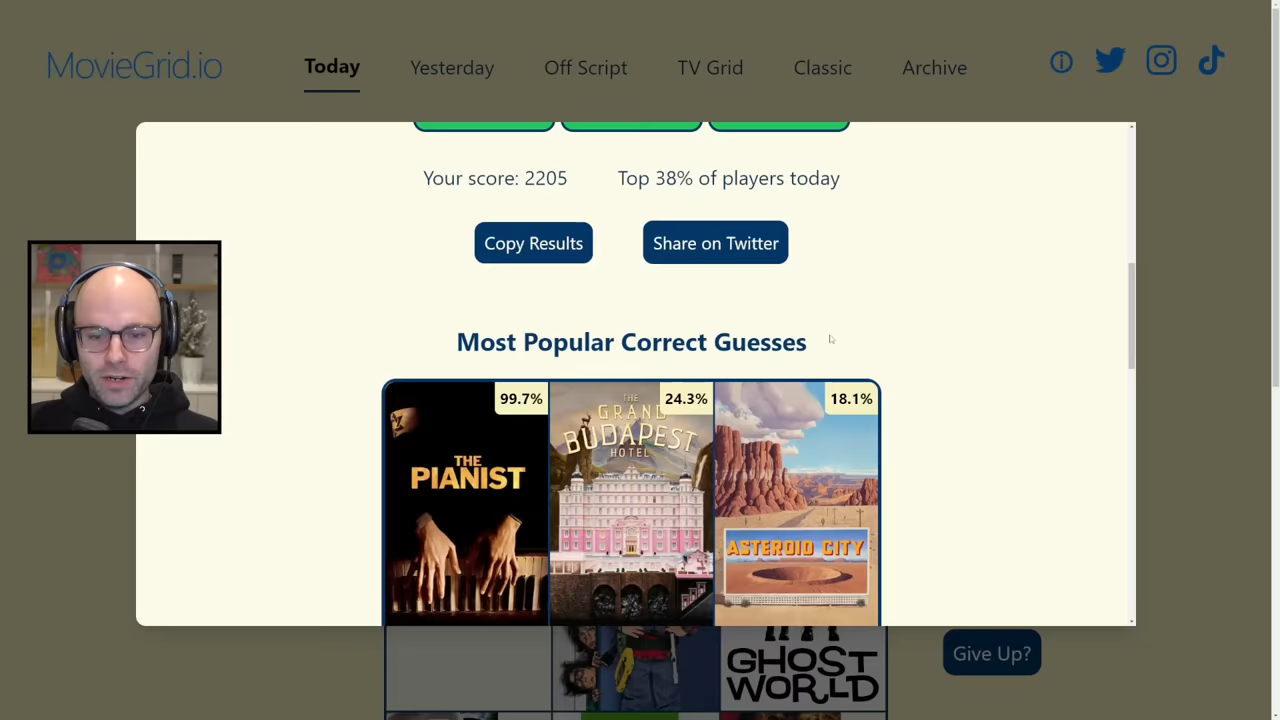 MovieGrid.io
Today
Yesterday
Off Script
TV Grid
Classic
Archive
Your score: 2205
Top 38% of players today
Copy Results
Share on Twitter
Most Popular Correct Guesses
99.7%
24.3%
18.1%
THE
PIANIST
THE
GRAND
BUDAPEST
HOTEL
ASTEROID CITY
GHOST
WORLD
Give Up?